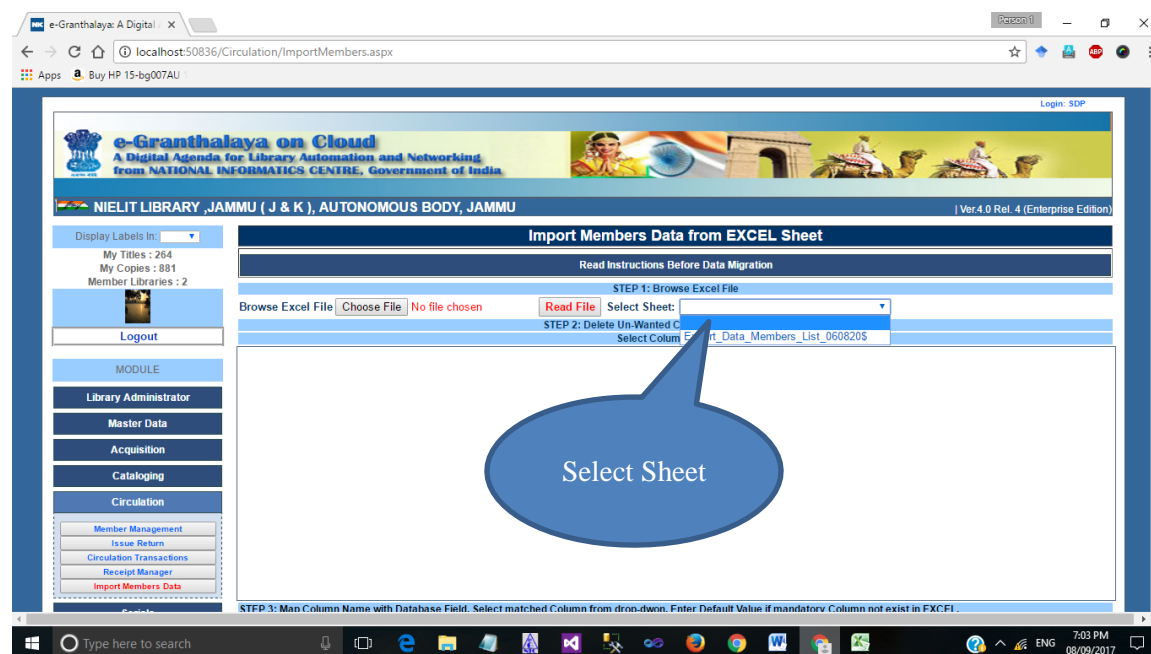 e-Granthalaya: A Digital
Person 1
localhost:50836/Circulation/ImportMembers.aspx
ABP
Apps
Buy HP 15-bg007AU
Login: SDP
e-Granthalaya on Cloud
A Digital Agenda for Library Automation and Networking
from NATIONAL INFORMATICS CENTRE, Government of India
NIELIT LIBRARY ,JAMMU ( J & K ), AUTONOMOUS BODY, JAMMU
| Ver.4.0 Rel. 4 (Enterprise Edition)
Display Labels In:
My Titles : 264
My Copies : 881
Member Libraries : 2
Logout
MODULE
Library Administrator
Master Data
Acquisition
Cataloging
Circulation
Member Management
Issue Return
Circulation Transactions
Receipt Manager
Import Members Data
Import Members Data from EXCEL Sheet
Read Instructions Before Data Migration
STEP 1: Browse Excel File
Browse Excel File Choose File No file chosen Read File Select Sheet:
STEP 2: Delete Un-Wanted C
Select Colum
rt_Data_Members_List_060820$
Select Sheet
STEP 3: Map Column Name with Database Field, Select matched Column from drop-dwon. Enter Default Value if mandatory Column not exist in EXCEL.
Type here to search
ENG
7:03 PM
08/09/2017